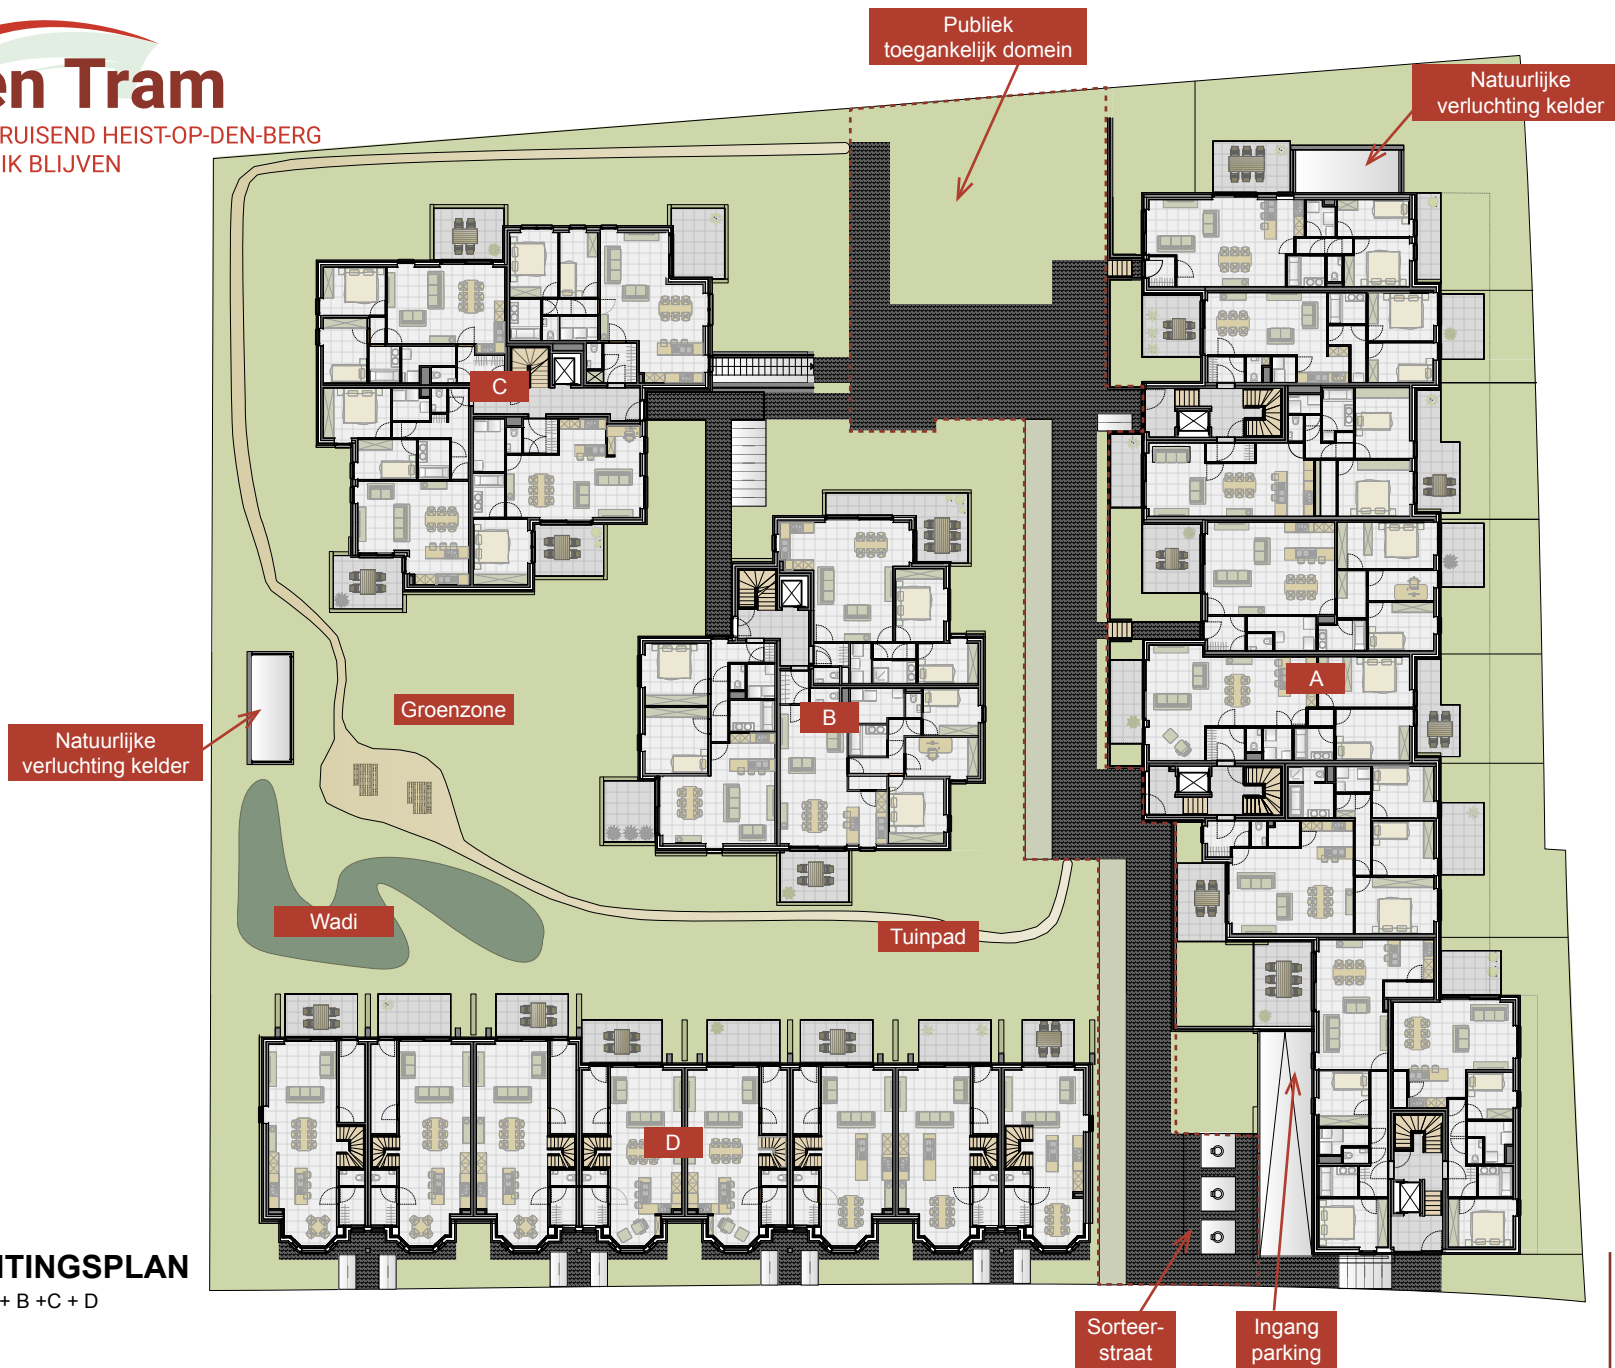 en Tram
RUISEND HEIST-OP-DEN-BERG
IK BLIJVEN
Publiek
toegankelijk domein
Natuurlijke
verluchting kelder
C
A
Groenzone
B
Natuurlijke
verluchting kelder
Wadi
Tuinpad
D
TINGSPLAN
+ B +C + D
Sorteer-
straat
Ingang
parking